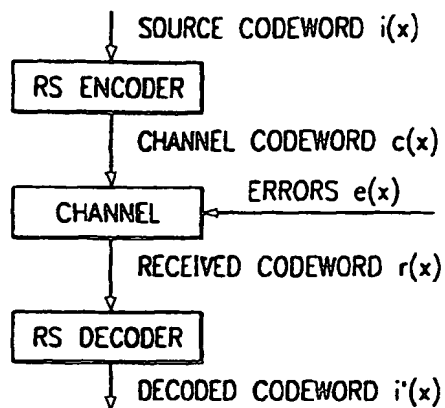 SOURCE CODEWORD i(x)
RS ENCODER
CHANNEL CODEWORD c(x)
ERRORS e(x)
CHANNEL
RECEIVED CODEWORD r(x)
RS DECODER
DECODED CODEWORD i'(x)